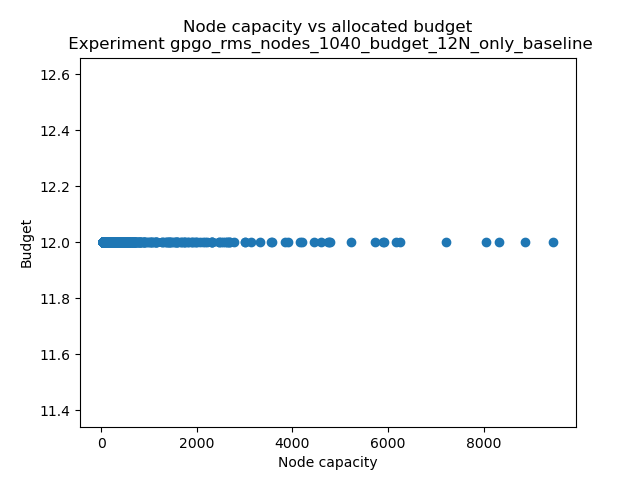 Node capacity vs allocated budget
Experiment gpgo_rms_nodes_1040_budget_12N_only_baseline
12.6
12.4
12.2
12.0
11.8
11.6
11.4
Budget
0 2000 4000 6000 8000
Node capacity